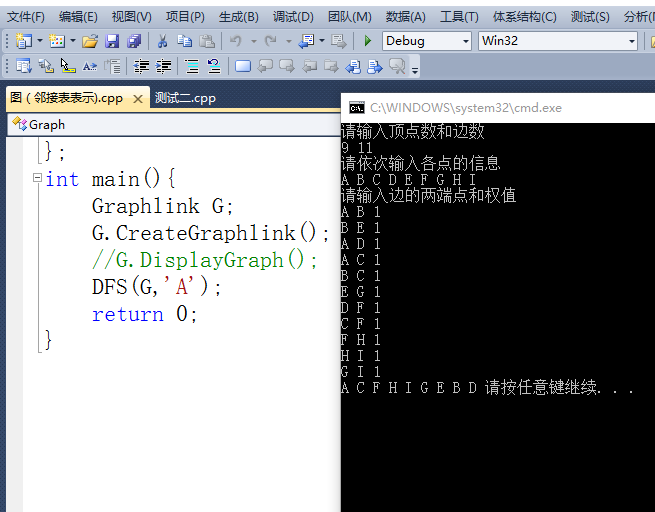 文件(F) 编辑(E) 视图(V) 项目(P) 生成(B) 调试(D) 团队(M) 数据(A) 工具(T) 体系结构(C) 测试(S) 分析(
Debug Win32
图 ( 邻接表表示).cpp 测试二.cpp
Graph
};
int main(){
Graphlink G;
G.CreateGraphlink();
//G.DisplayGraph();
DFS(G,'A');
return 0;
}
C:\WINDOWS\system32\cmd.exe
请输入顶点数和边数
9 11
请依次输入各点的信息
A B C D E F G H I
请输入边的两端点和权值
A B 1
B E 1
A D 1
A C 1
B C 1
E G 1
D F 1
C F 1
F H 1
H I 1
G I 1
A C F H I G E B D 请按任意键继续. . .